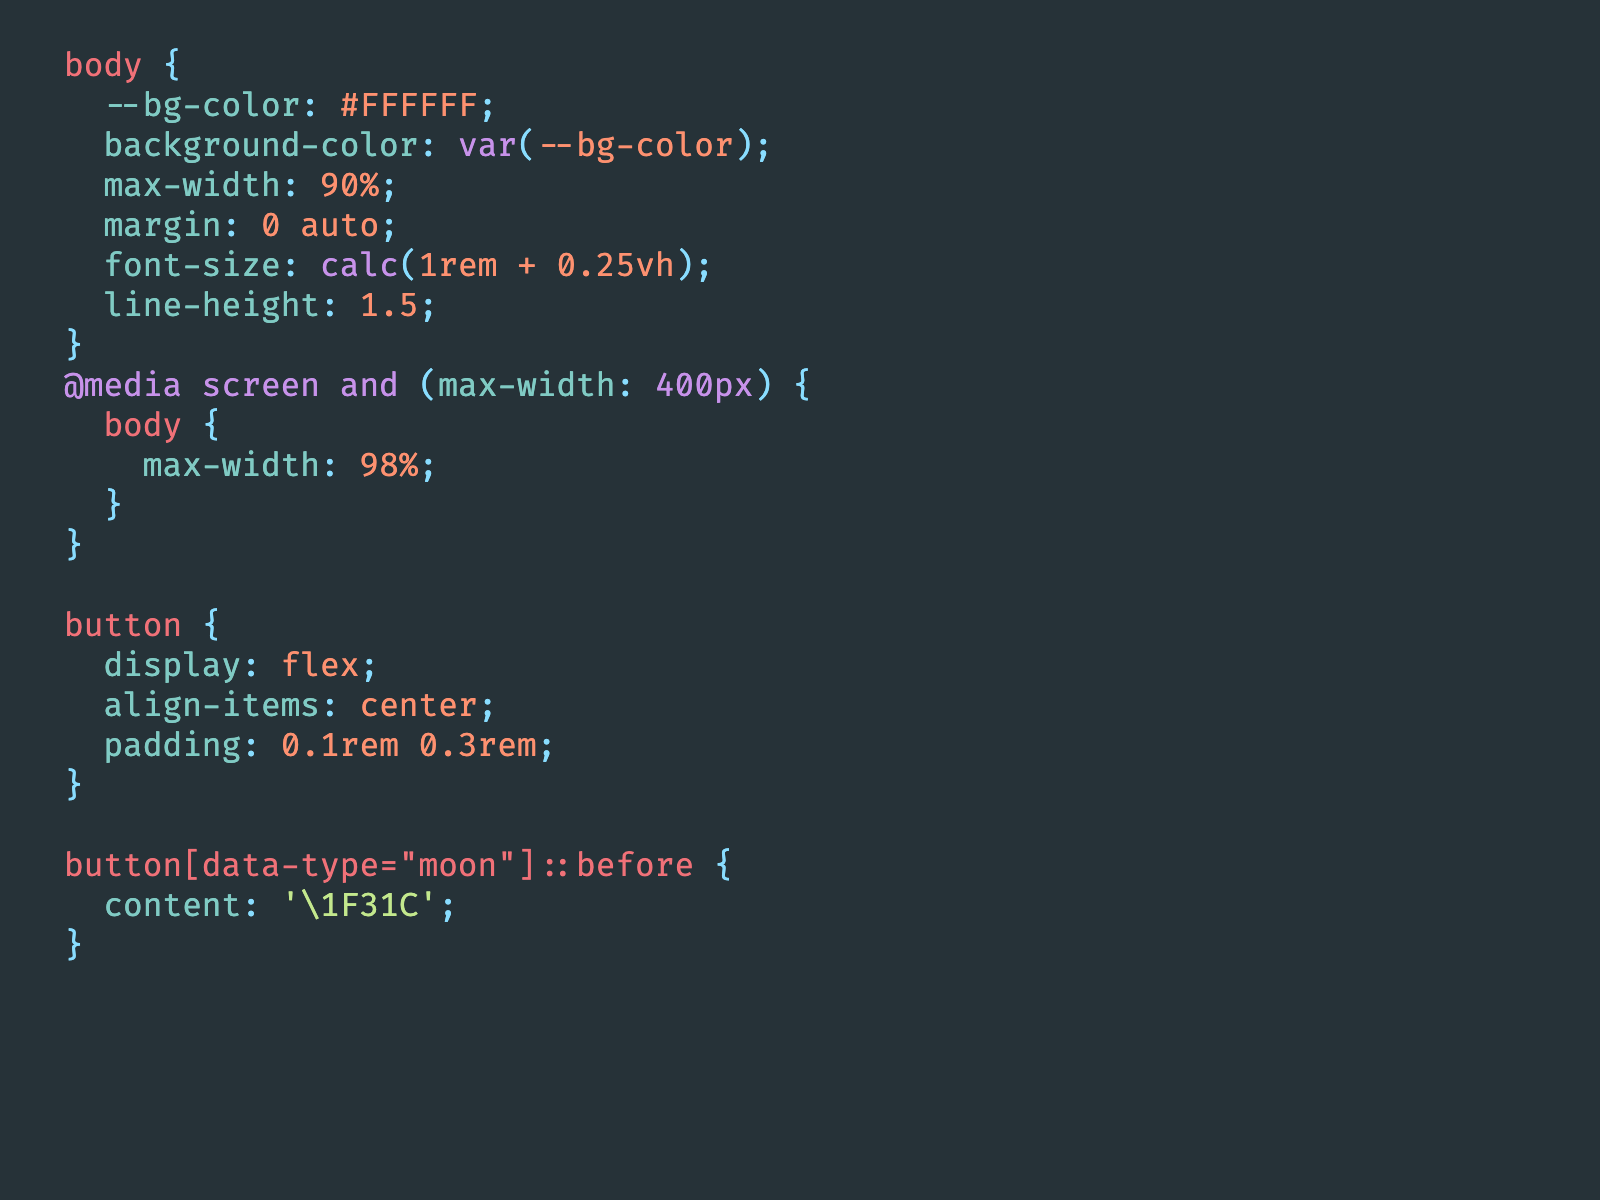 body {
  --bg-color: #FFFFFF;
  background-color: var(--bg-color);
  max-width: 90%;
  margin: 0 auto;
  font-size: calc(1rem + 0.25vh);
  line-height: 1.5;
}
@media screen and (max-width: 400px) {
  body {
    max-width: 98%;
  }
}

button {
  display: flex;
  align-items: center;
  padding: 0.1rem 0.3rem;
}

button[data-type="moon"]::before {
  content: '\1F31C';
}